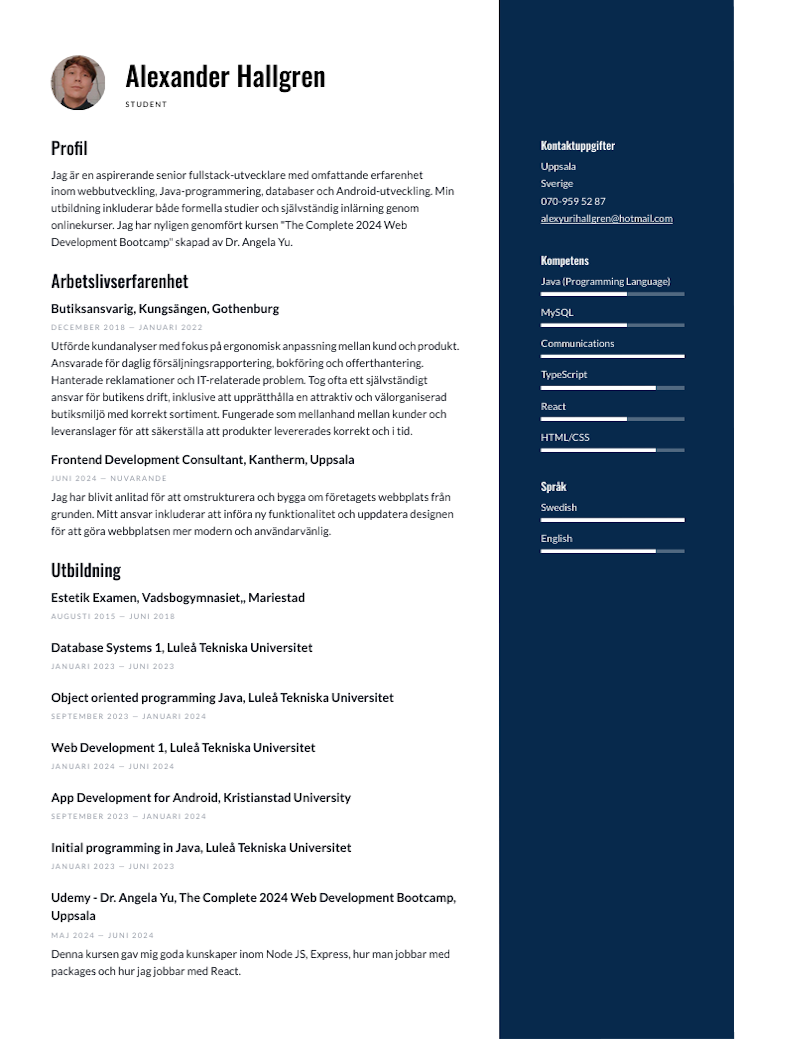 Alexander Hallgren
STUDENT
Profil
Jag är en aspirerande senior fullstack-utvecklare med omfattande erfarenhet
inom webbutveckling, Java-programmering, databaser och Android-utveckling. Min
utbildning inkluderar både formella studier och självständig inlärning genom
onlinekurser. Jag har nyligen genomfört kursen "The Complete 2024 Web
Development Bootcamp" skapad av Dr. Angela Yu.
Arbetslivserfarenhet
Butiksansvarig, Kungsängen, Gothenburg
DECEMBER 2018 — JANUARI 2022
Utförde kundanalyser med fokus på ergonomisk anpassning mellan kund och produkt.
Ansvarade för daglig försäljningsrapportering, bokföring och offerthantering.
Hanterade reklamationer och IT-relaterade problem. Tog ofta ett självständigt
ansvar för butikens drift, inklusive att upprätthålla en attraktiv och välorganiserad
butiksmiljö med korrekt sortiment. Fungerade som mellanhand mellan kunder och
leveranslager för att säkerställa att produkter levererades korrekt och i tid.
Frontend Development Consultant, Kantherm, Uppsala
JUNI 2024 — NUVARANDE
Jag har blivit anlitad för att omstrukturera och bygga om företagets webbplats från
grunden. Mitt ansvar inkluderar att införa ny funktionalitet och uppdatera designen
för att göra webbplatsen mer modern och användarvänlig.
Utbildning
Estetik Examen, Vadsbogymnasiet,, Mariestad
AUGUSTI 2015 — JUNI 2018
Database Systems 1, Luleå Tekniska Universitet
JANUARI 2023 — JUNI 2023
Object oriented programming Java, Luleå Tekniska Universitet
SEPTEMBER 2023 — JANUARI 2024
Web Development 1, Luleå Tekniska Universitet
JANUARI 2024 — JUNI 2024
App Development for Android, Kristianstad University
SEPTEMBER 2023 — JANUARI 2024
Initial programming in Java, Luleå Tekniska Universitet
JANUARI 2023 — JUNI 2023
Udemy - Dr. Angela Yu, The Complete 2024 Web Development Bootcamp,
Uppsala
MAJ 2024 — JUNI 2024
Denna kursen gav mig goda kunskaper inom Node JS, Express, hur man jobbar med
packages och hur jag jobbar med React.
Kontaktuppgifter
Uppsala
Sverige
070-959 52 87
alexyurihallgren@hotmail.com
Kompetens
Java (Programming Language)
MySQL
Communications
TypeScript
React
HTML/CSS
Språk
Swedish
English